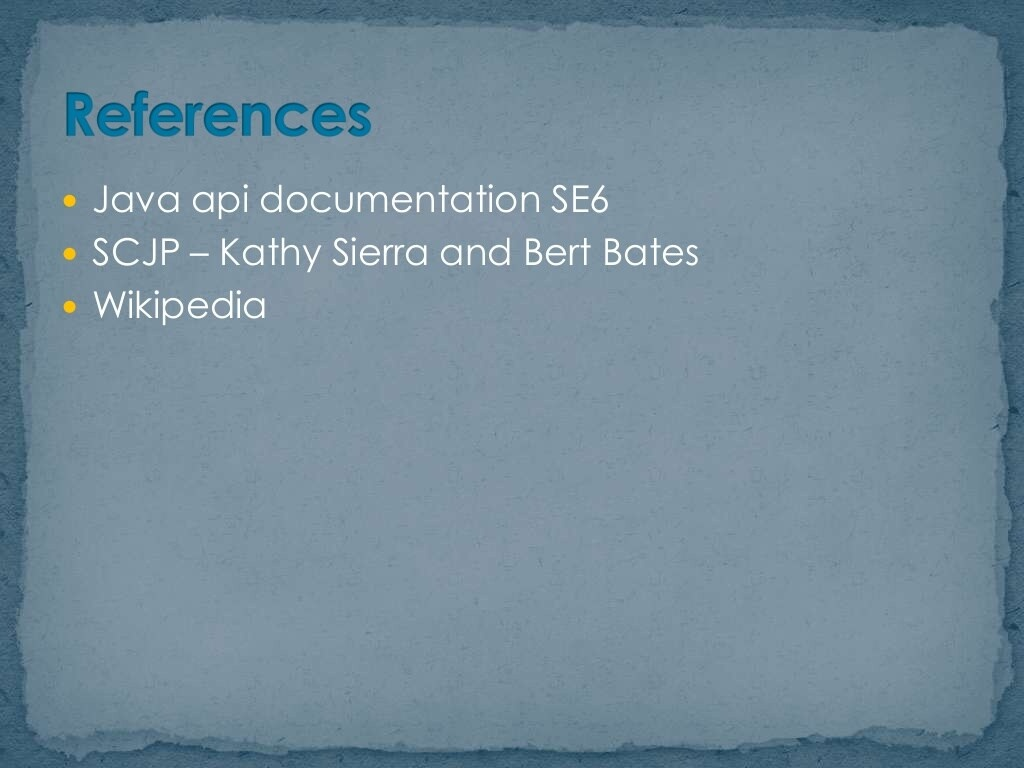 References
Java api documentation SE6
SCJP – Kathy Sierra and Bert Bates
Wikipedia